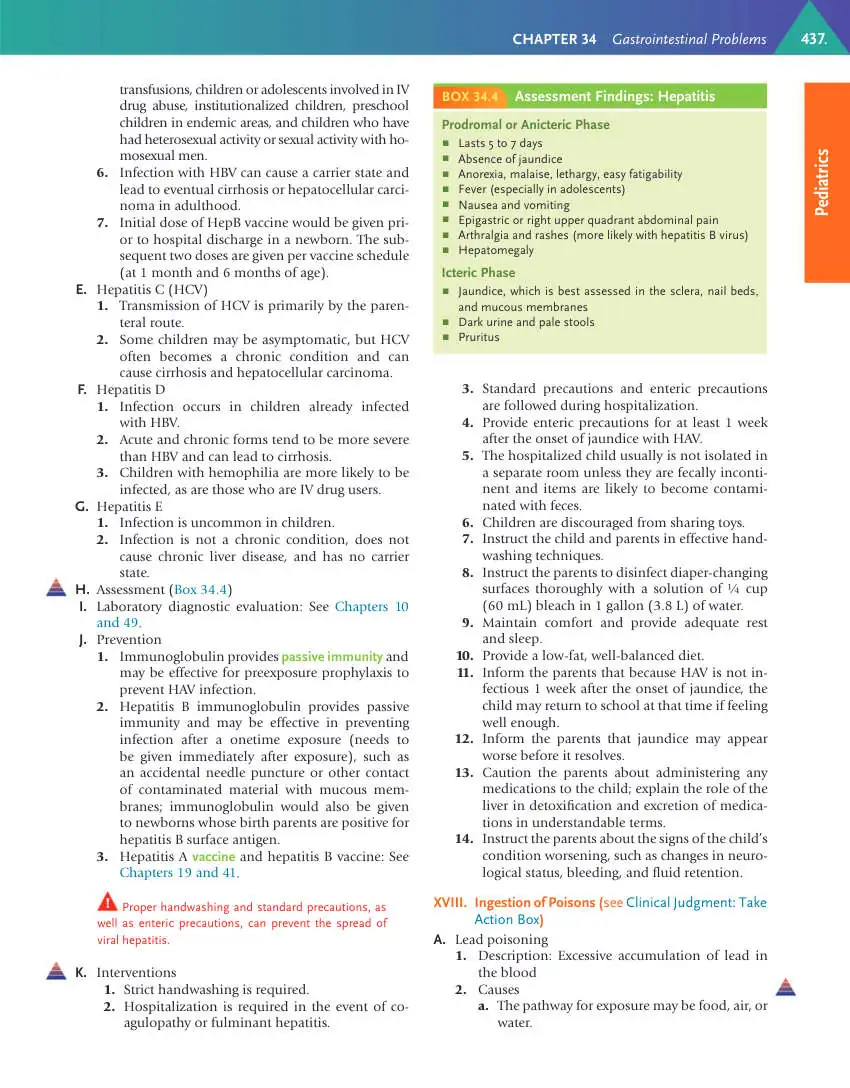 CHAPTER 34 Gastrointestinal Problems 437.
transfusions, children or adolescents involved in IV
drug abuse, institutionalized children, preschool
children in endemic areas, and children who have
had heterosexual activity or sexual activity with ho-
mosexual men.
6. Infection with HBV can cause a carrier state and
lead to eventual cirrhosis or hepatocellular carci-
noma in adulthood.
7. Initial dose of HepB vaccine would be given pri-
or to hospital discharge in a newborn. The sub-
sequent two doses are given per vaccine schedule
(at 1 month and 6 months of age).
E. Hepatitis C (HCV)
1. Transmission of HCV is primarily by the paren-
teral route.
2. Some children may be asymptomatic, but HCV
often becomes a chronic condition and can
cause cirrhosis and hepatocellular carcinoma.
F. Hepatitis D
1. Infection occurs in children already infected
with HBV.
2. Acute and chronic forms tend to be more severe
than HBV and can lead to cirrhosis.
3. Children with hemophilia are more likely to be
infected, as are those who are IV drug users.
G. Hepatitis E
1. Infection is uncommon in children.
2. Infection is not a chronic condition, does not
cause chronic liver disease, and has no carrier
state.
H. Assessment (Box 34.4)
I. Laboratory diagnostic evaluation: See Chapters 10
and 49.
J. Prevention
1. Immunoglobulin provides passive immunity and
may be effective for preexposure prophylaxis to
prevent HAV infection.
2. Hepatitis B immunoglobulin provides passive
immunity and may be effective in preventing
infection after a onetime exposure (needs to
be given immediately after exposure), such as
an accidental needle puncture or other contact
of contaminated material with mucous mem-
branes; immunoglobulin would also be given
to newborns whose birth parents are positive for
hepatitis B surface antigen.
3. Hepatitis A vaccine and hepatitis B vaccine: See
Chapters 19 and 41.
Proper handwashing and standard precautions, as
well as enteric precautions, can prevent the spread of
viral hepatitis.
K. Interventions
1. Strict handwashing is required.
2. Hospitalization is required in the event of co-
agulopathy or fulminant hepatitis.
BOX 34.4 Assessment Findings: Hepatitis
Prodromal or Anicteric Phase
■ Lasts 5 to 7 days
■ Absence of jaundice
■ Anorexia, malaise, lethargy, easy fatigability
■ Fever (especially in adolescents)
■ Nausea and vomiting
■ Epigastric or right upper quadrant abdominal pain
■ Arthralgia and rashes (more likely with hepatitis B virus)
■ Hepatomegaly
Icteric Phase
■ Jaundice, which is best assessed in the sclera, nail beds,
and mucous membranes
■ Dark urine and pale stools
■ Pruritus
3. Standard precautions and enteric precautions
are followed during hospitalization.
4. Provide enteric precautions for at least 1 week
after the onset of jaundice with HAV.
5. The hospitalized child usually is not isolated in
a separate room unless they are fecally inconti-
nent and items are likely to become contami-
nated with feces.
6. Children are discouraged from sharing toys.
7. Instruct the child and parents in effective hand-
washing techniques.
8. Instruct the parents to disinfect diaper-changing
surfaces thoroughly with a solution of ¼ cup
(60 mL) bleach in 1 gallon (3.8 L) of water.
9. Maintain comfort and provide adequate rest
and sleep.
10. Provide a low-fat, well-balanced diet.
11. Inform the parents that because HAV is not in-
fectious 1 week after the onset of jaundice, the
child may return to school at that time if feeling
well enough.
12. Inform the parents that jaundice may appear
worse before it resolves.
13. Caution the parents about administering any
medications to the child; explain the role of the
liver in detoxification and excretion of medica-
tions in understandable terms.
14. Instruct the parents about the signs of the child's
condition worsening, such as changes in neuro-
logical status, bleeding, and fluid retention.
XVIII. Ingestion of Poisons (see Clinical Judgment: Take
Action Box)
A. Lead poisoning
1. Description: Excessive accumulation of lead in
the blood
2. Causes
a. The pathway for exposure may be food, air, or
water.
Pediatrics